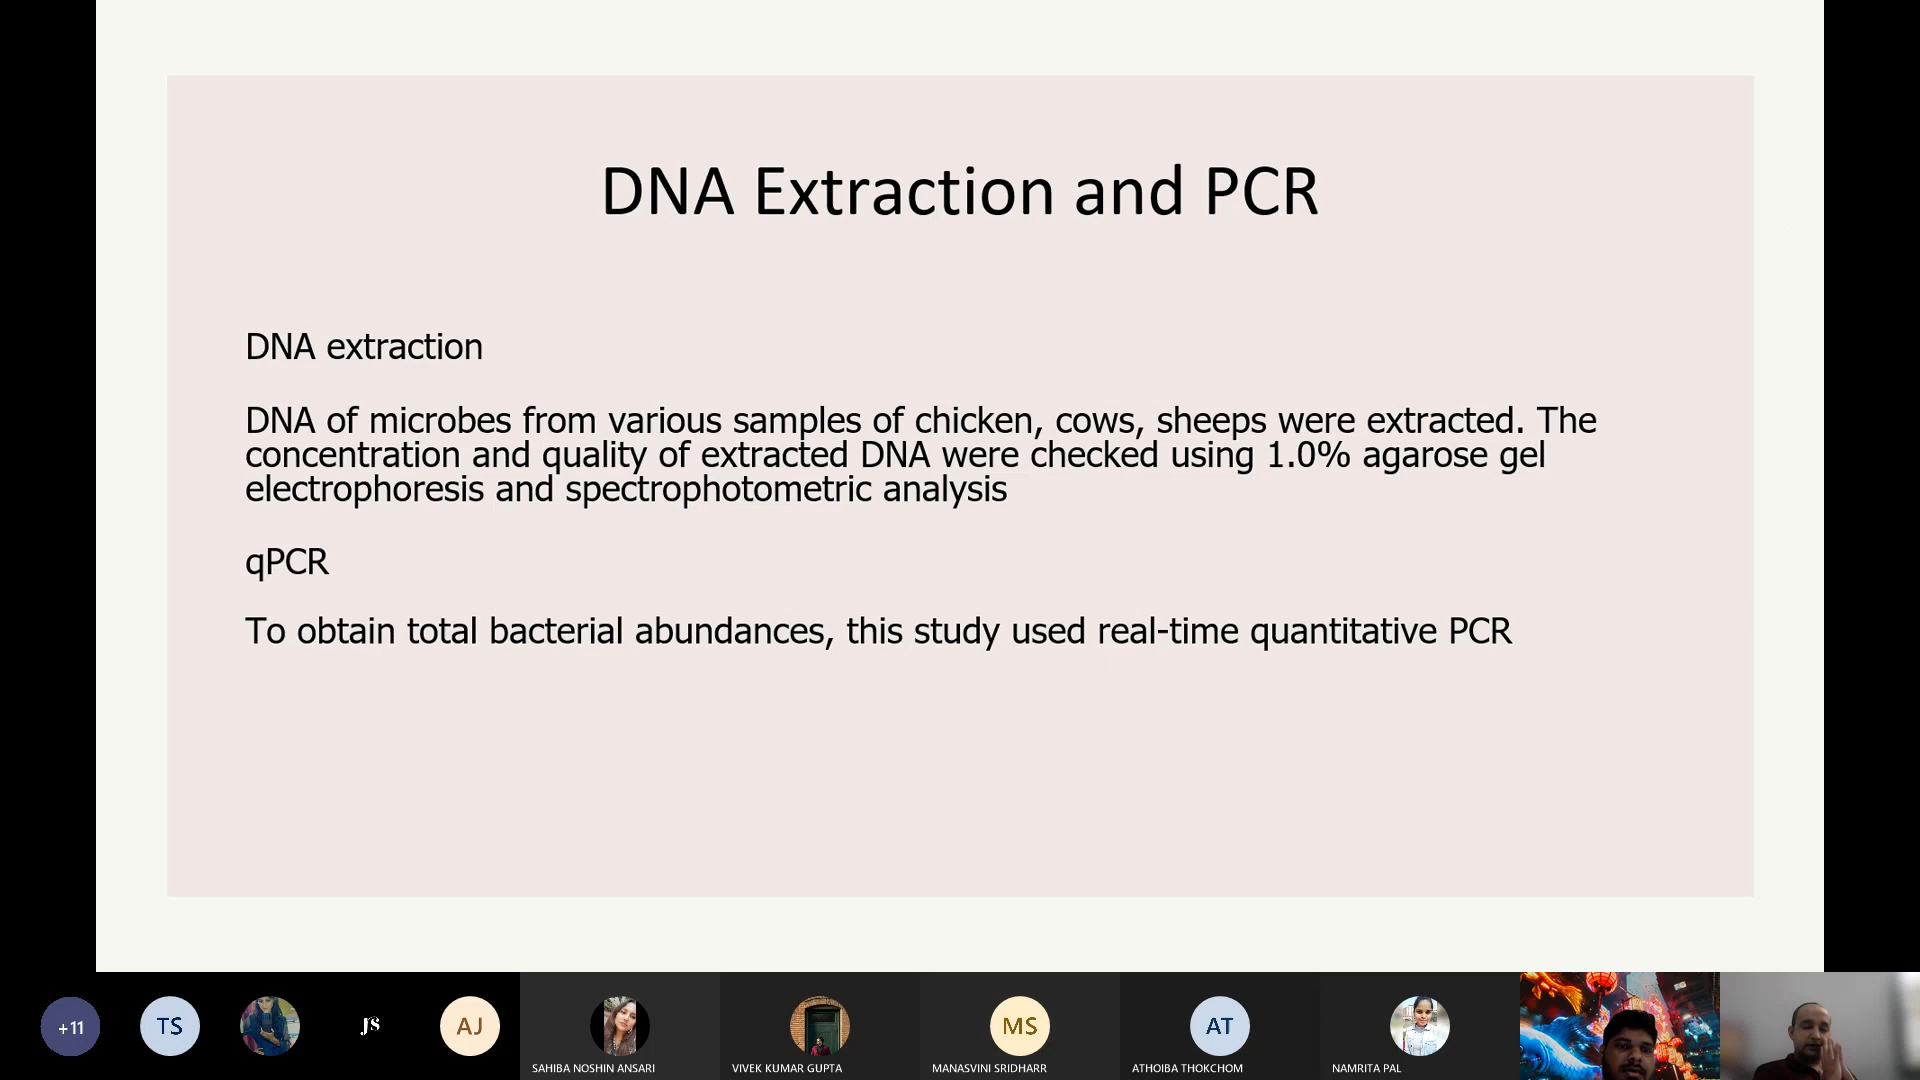 DNA Extraction and PCR
DNA extraction
DNA of microbes from various samples of chicken, cows, sheeps were extracted. The
concentration and quality of extracted DNA were checked using 1.0% agarose gel
electrophoresis and spectrophotometric analysis
qPCR
To obtain total bacterial abundances, this study used real-time quantitative PCR
+11
TS
JS
AJ
MS
AT
SAHIBA NOSHIN ANSARI
VIVEK KUMAR GUPTA
MANASVINI SRIDHARR
ATHOIBA THOKCHOM
NAMRITA PAL